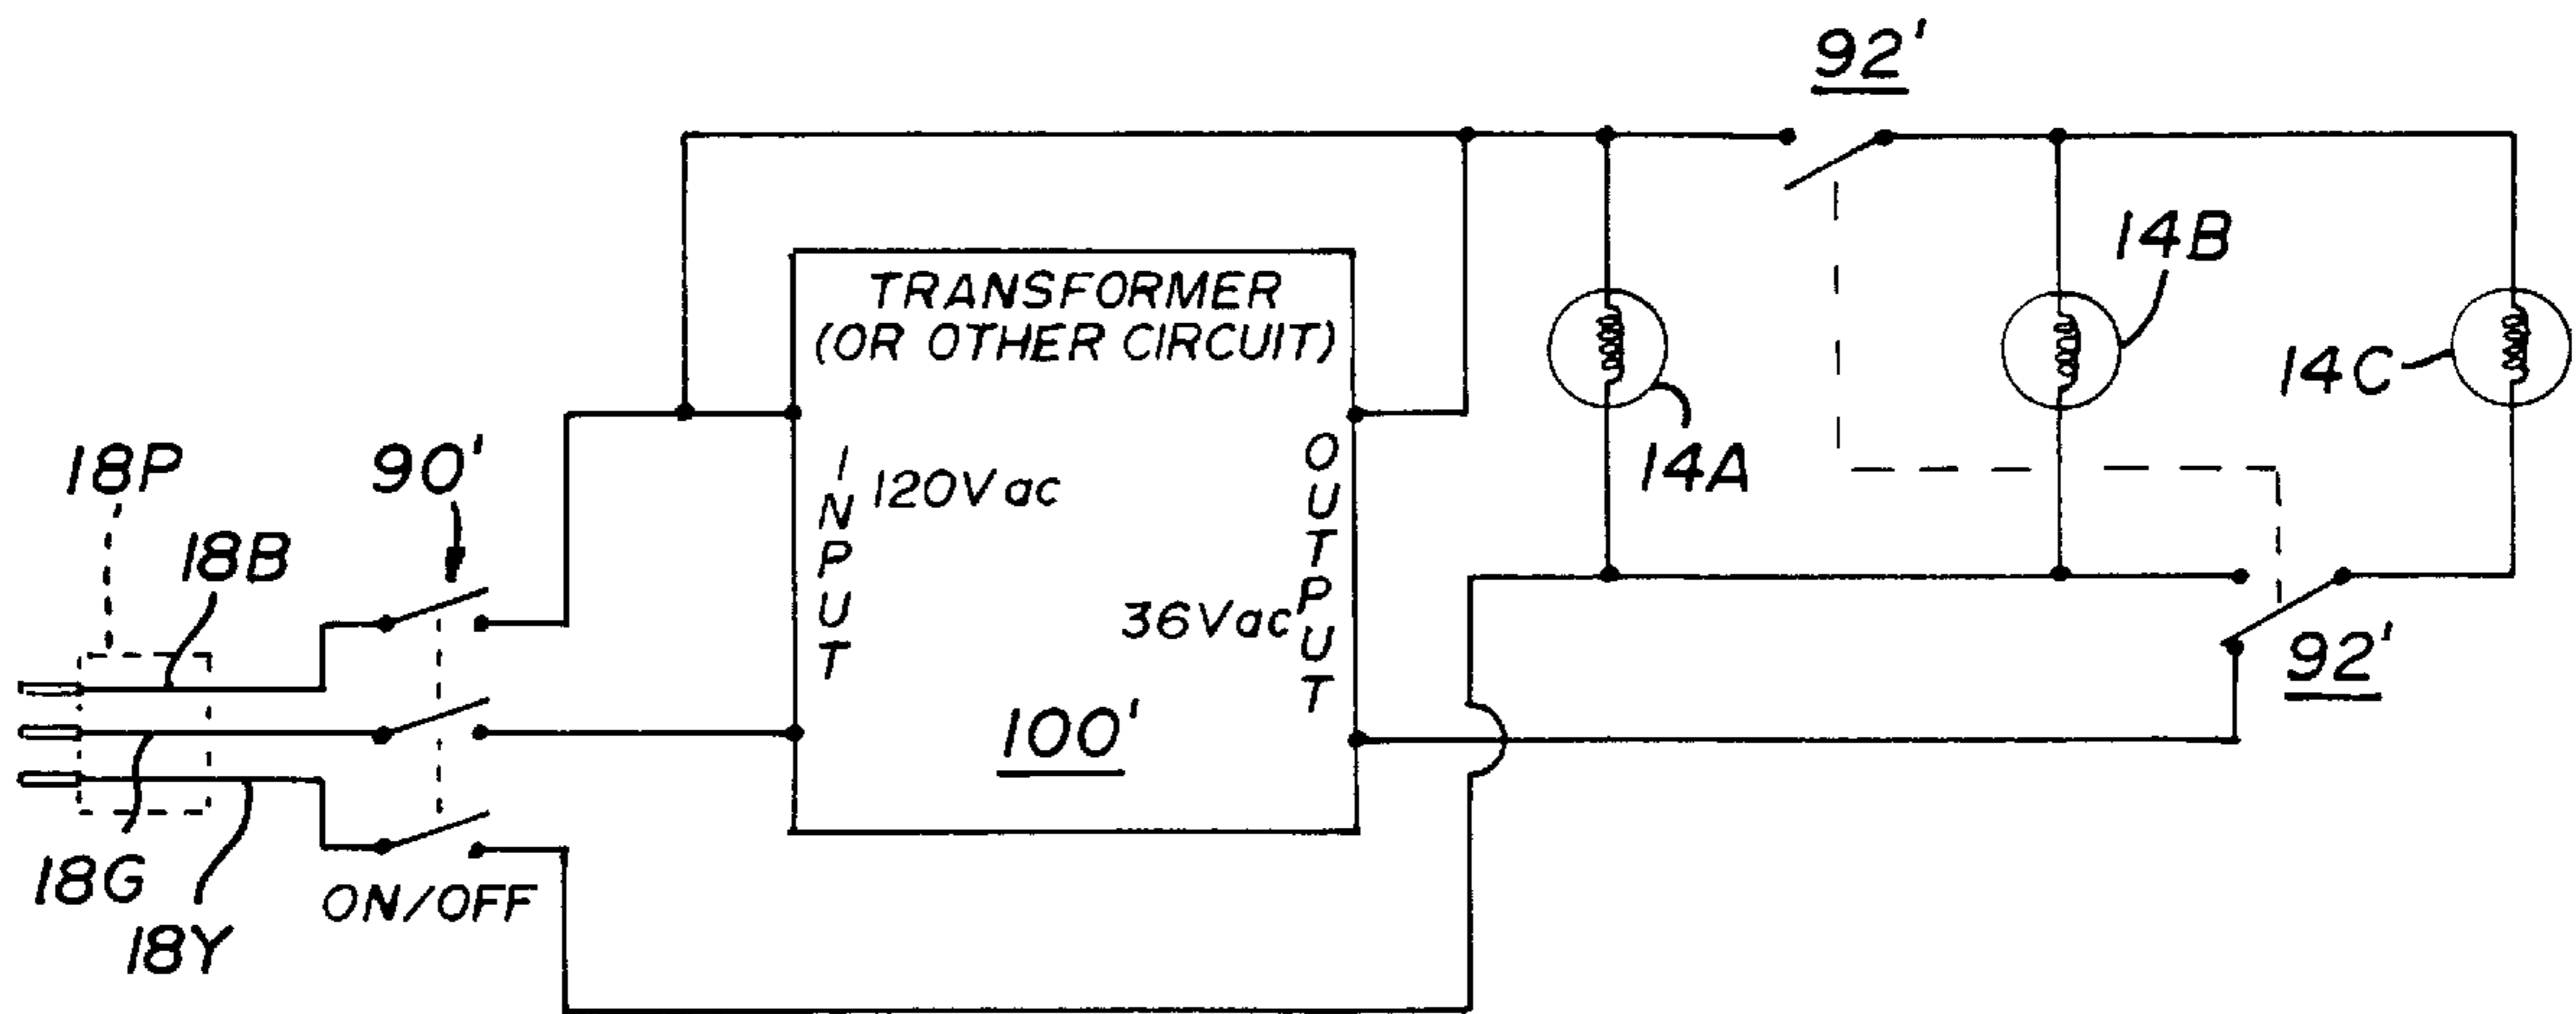 92'
TRANSFORMER
(OR OTHER CIRCUIT)
14B
14C
14A
18P
90'
INPUT
120Vac
OUTPUT
18B
36Vac
92'
100'
18G
ON/OFF
18Y